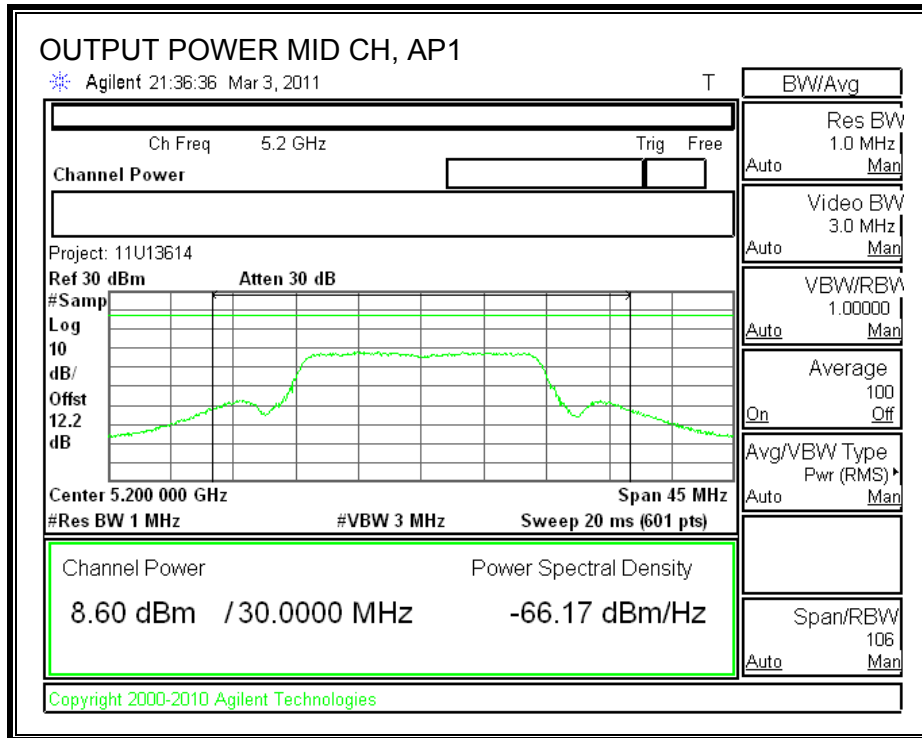 OUTPUT POWER MID CH, AP1
Agilent 21:36:36 Mar 3, 2011 T
Ch Freq 5.2 GHz Trig Free
Channel Power
Project: 11U13614
Ref 30 dBm Atten 30 dB
#Samp
Log
10
dB/
Offst
12.2
dB
Center 5.200 000 GHz Span 45 MHz
#Res BW 1 MHz #VBW 3 MHz Sweep 20 ms (601 pts)
Channel Power Power Spectral Density
8.60 dBm / 30.0000 MHz -66.17 dBm/Hz
Copyright 2000-2010 Agilent Technologies
BW/Avg
Res BW
1.0 MHz
Auto Man
Video BW
3.0 MHz
Auto Man
VBW/RBW
1.00000
Auto Man
Average
100
On Off
Avg/VBW Type
Pwr (RMS)
Auto Man
Span/RBW
106
Auto Man